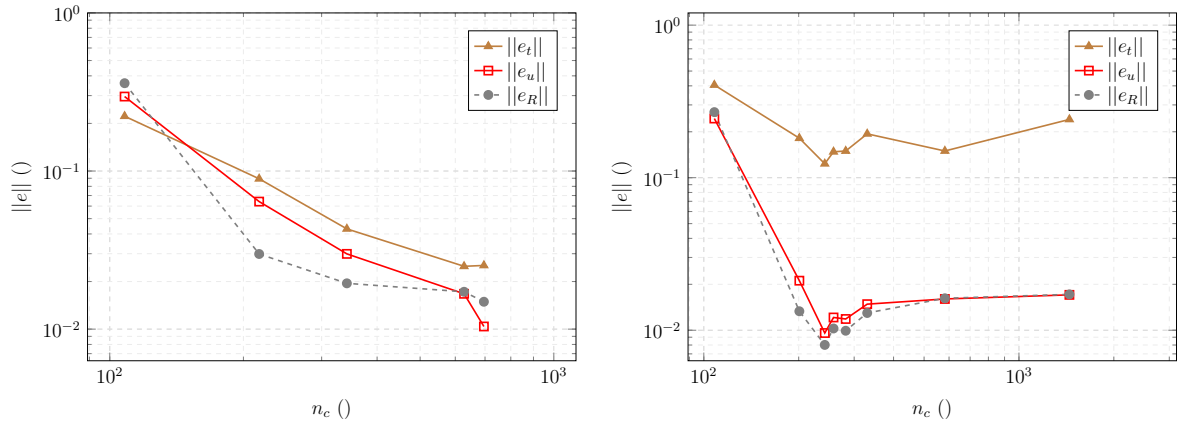 10^0
10^−1
10^−2
||e|| ()
10^2
10^3
n_c ()
||e_t||
||e_u||
||e_R||
10^0
10^−1
10^−2
||e|| ()
10^2
10^3
n_c ()
||e_t||
||e_u||
||e_R||